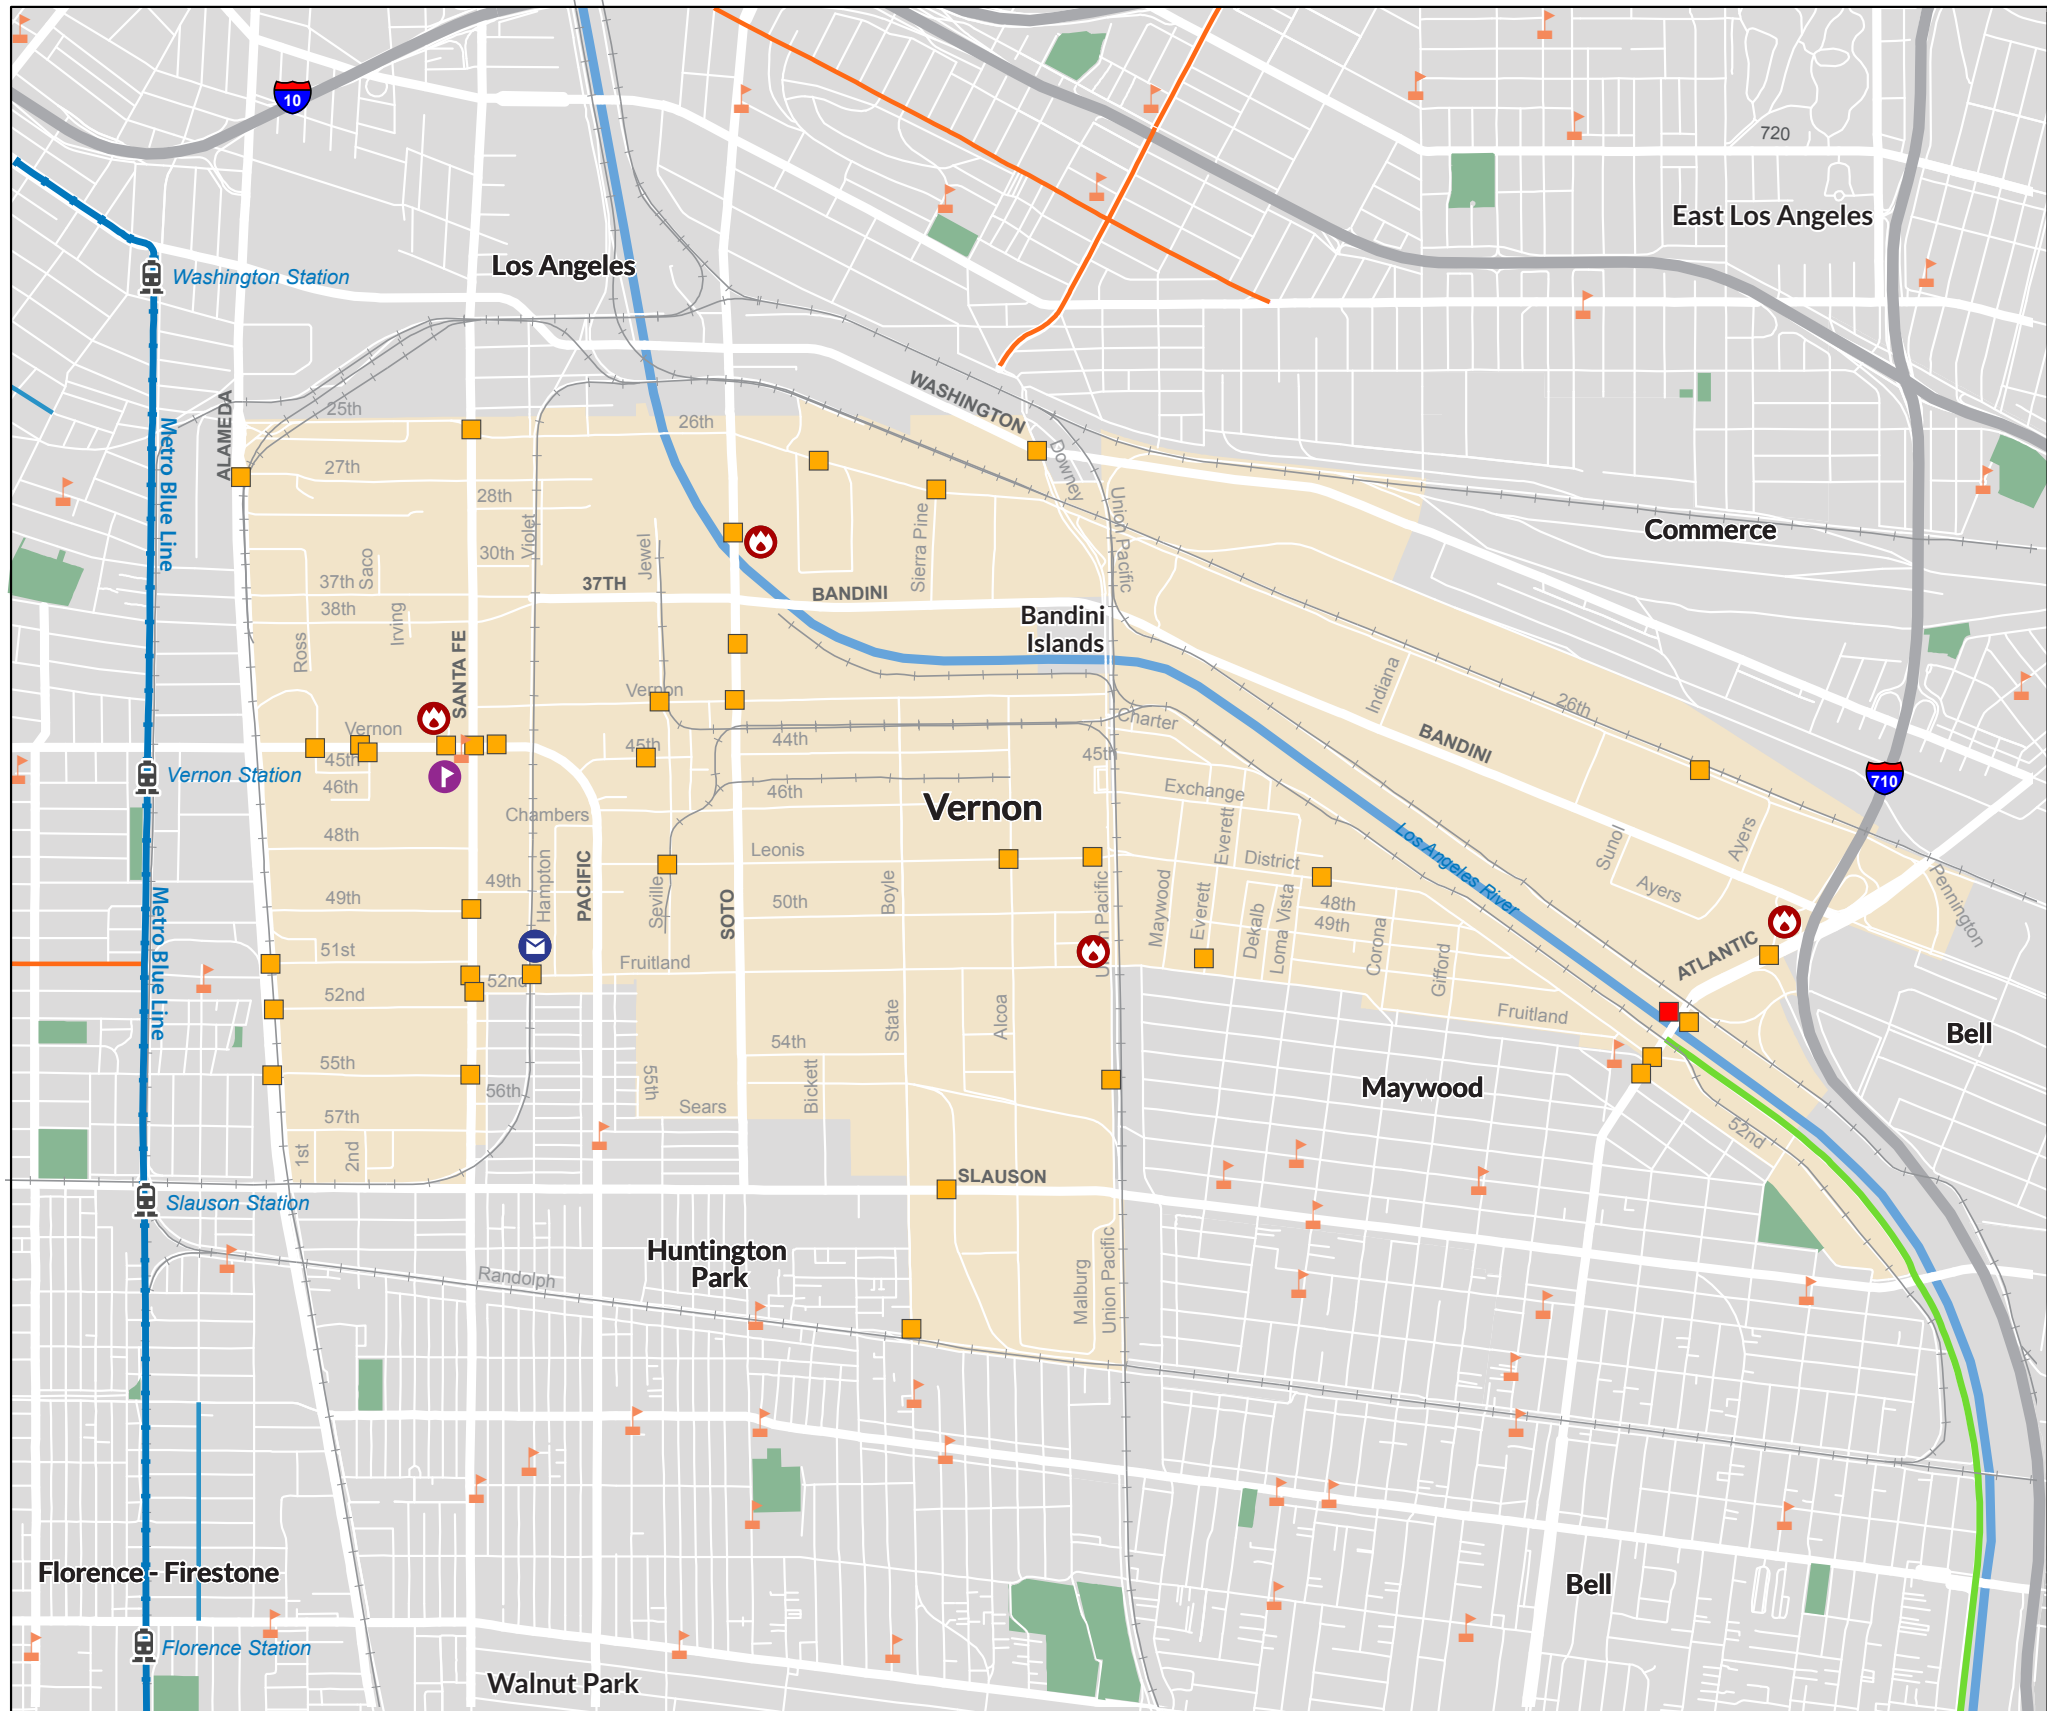 10
720
East Los Angeles
Los Angeles
Washington Station
WASHINGTON
ALAMEDA
25th
26th
Metro Blue Line
27th
28th
Downey
Union Pacific
Violet
Sierra Pine
Jewel
Commerce
30th
Saco
37th
37TH
BANDINI
38th
Irving
Bandini
Islands
Ross
SANTA FE
Indiana
Vernon
26th
Charter
Vernon
BANDINI
45th
44th
45th
45th
Vernon Station
46th
46th
Exchange
710
Vernon
Chambers
48th
Everett
Los Angeles River
Sunol
Ayers
Leonis
District
Hampton
PACIFIC
49th
Seville
SOTO
Boyle
Ayers
Pennington
49th
50th
Union Pacific
Maywood
Everett
Dekalb
Loma Vista
48th
49th
Metro Blue Line
51st
Fruitland
Corona
Gifford
ATLANTIC
52nd
52nd
State
Alcoa
Fruitland
Bell
54th
55th
55th
56th
Bickett
Maywood
Sears
57th
52nd
1st
2nd
SLAUSON
Slauson Station
Huntington
Park
Randolph
Malburg
Union Pacific
Florence - Firestone
Bell
Florence Station
Walnut Park